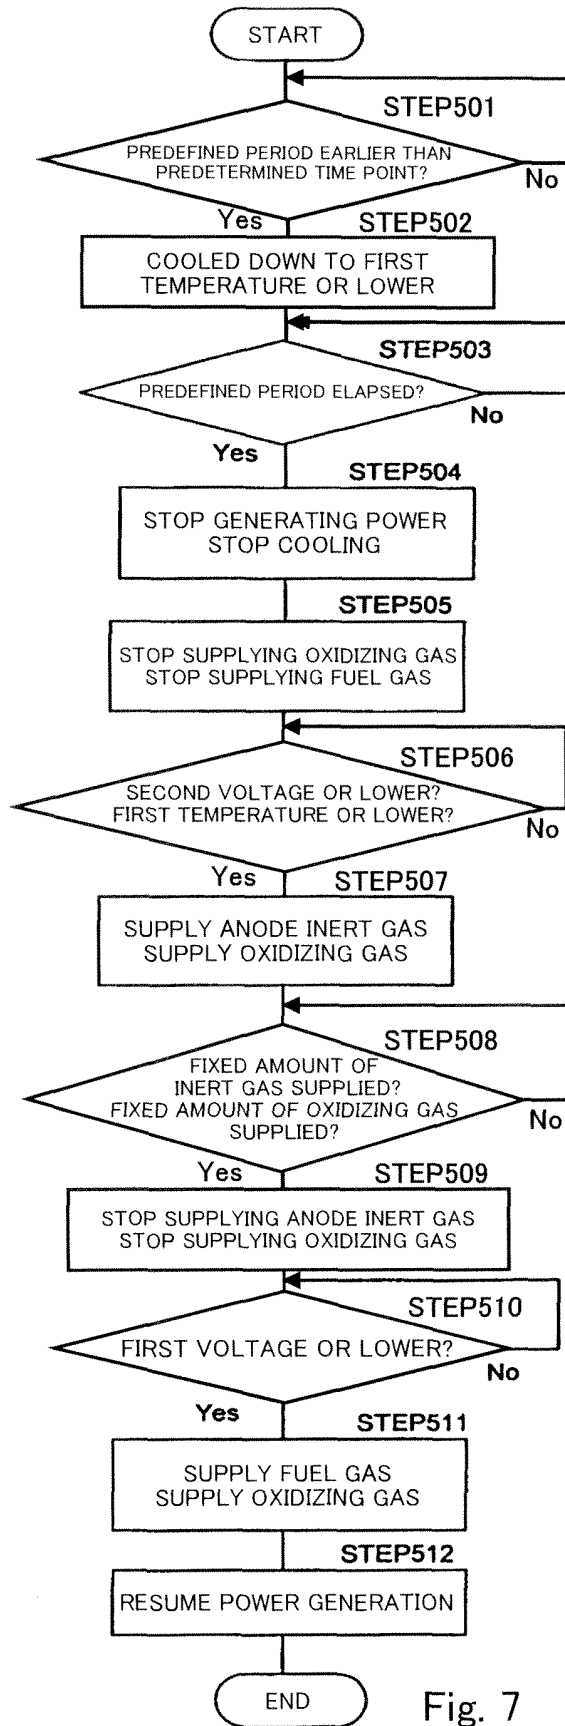 START
STEP501
PREDEFINED PERIOD EARLIER THAN
PREDETERMINED TIME POINT?
No
Yes
STEP502
COOLED DOWN TO FIRST
TEMPERATURE OR LOWER
STEP503
PREDEFINED PERIOD ELAPSED?
No
Yes
STEP504
STOP GENERATING POWER
STOP COOLING
STEP505
STOP SUPPLYING OXIDIZING GAS
STOP SUPPLYING FUEL GAS
STEP506
SECOND VOLTAGE OR LOWER?
FIRST TEMPERATURE OR LOWER?
No
Yes
STEP507
SUPPLY ANODE INERT GAS
SUPPLY OXIDIZING GAS
STEP508
FIXED AMOUNT OF
INERT GAS SUPPLIED?
FIXED AMOUNT OF OXIDIZING GAS
SUPPLIED?
No
Yes
STEP509
STOP SUPPLYING ANODE INERT GAS
STOP SUPPLYING OXIDIZING GAS
STEP510
FIRST VOLTAGE OR LOWER?
No
Yes
STEP511
SUPPLY FUEL GAS
SUPPLY OXIDIZING GAS
STEP512
RESUME POWER GENERATION
END
Fig. 7